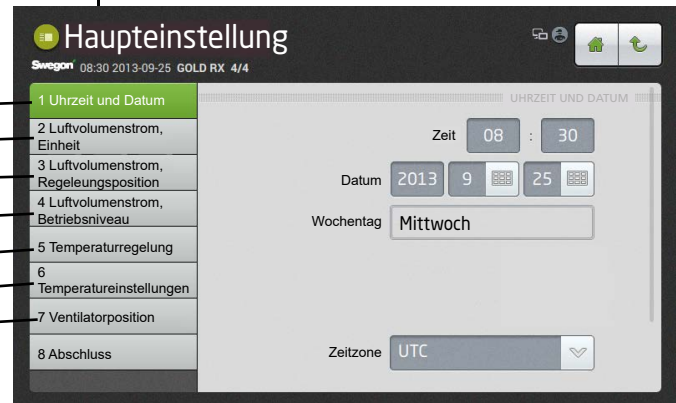 Haupteinstellung
Swegon 08:30 2013-09-25 GOLD RX 4/4
1 Uhrzeit und Datum
2 Luftvolumenstrom,
Einheit
3 Luftvolumenstrom,
Regeleungsposition
4 Luftvolumenstrom,
Betriebsniveau
5 Temperaturregelung
6
Temperatureinstellungen
7 Ventilatorposition
8 Abschluss
UHRZEIT UND DATUM
Zeit 08 : 30
Datum 2013 9 25
Wochentag Mittwoch
Zeitzone UTC